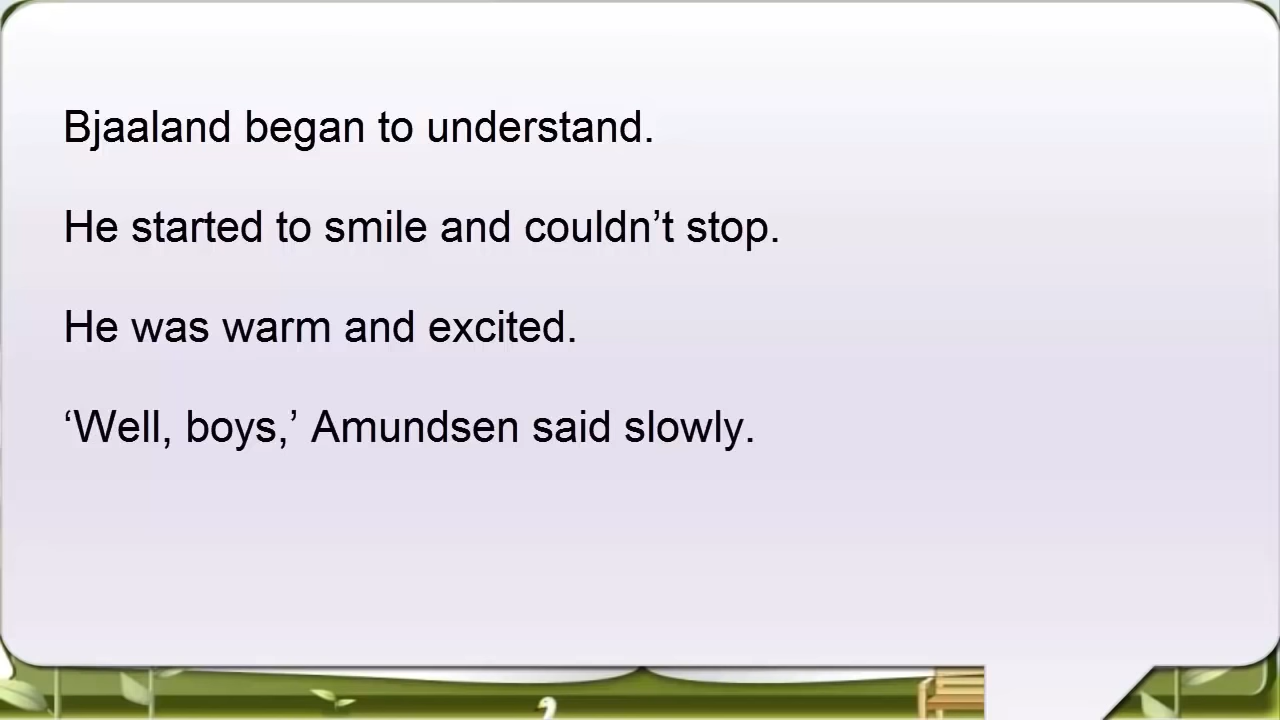 Bjaaland began to understand.
He started to smile and couldn’t stop.
He was warm and excited.
‘Well, boys,’ Amundsen said slowly.